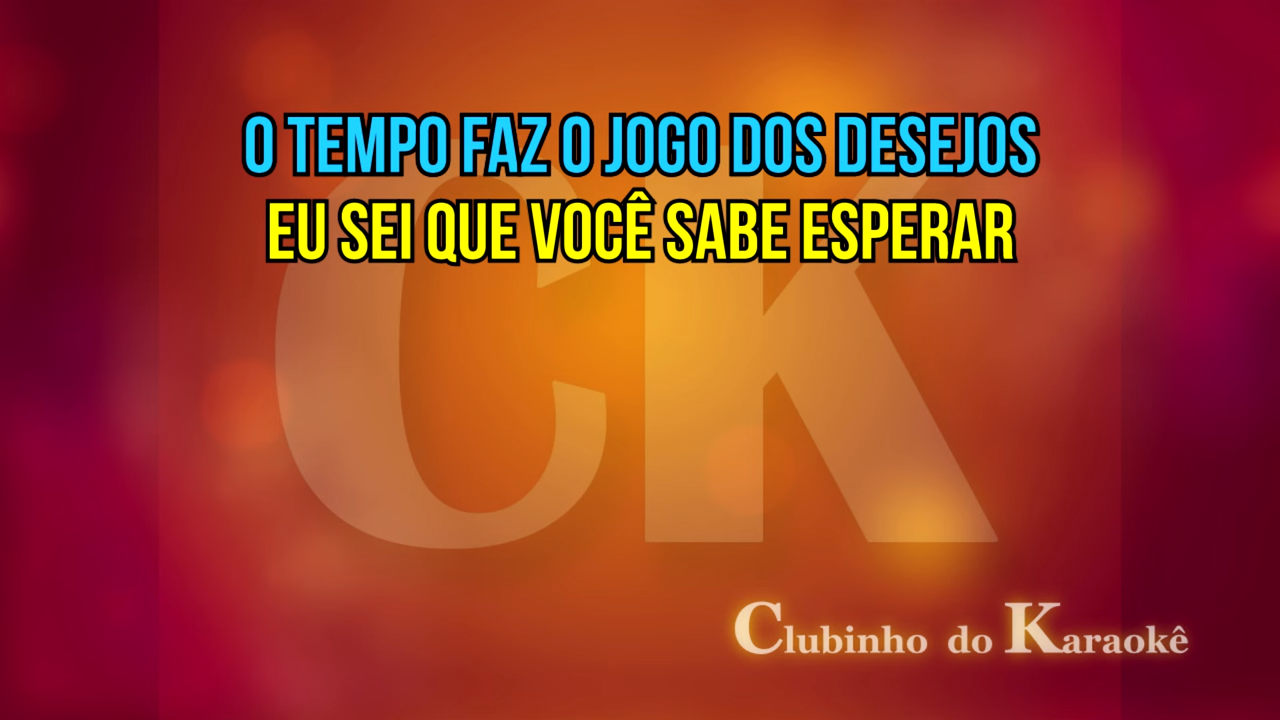 O TEMPO FAZ O JOGO DOS DESEJOS
EU SEI QUE VOCÊ SABE ESPERAR
CK
Clubinho do Karaokê